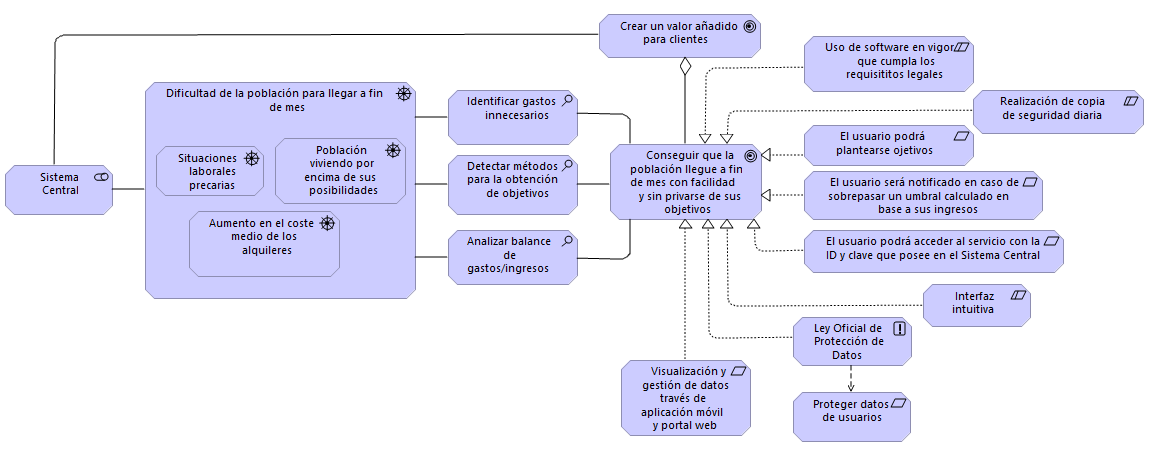 Crear un valor añadido
para clientes
Uso de software en vigor
que cumpla los
requisititos legales
Dificultad de la población para llegar a fin
de mes
Identificar gastos
innecesarios
Realización de copia
de seguridad diaria
El usuario podrá
plantearse ojetivos
Situaciones
laborales
precarias
Población
viviendo por
encima de sus
posibilidades
Detectar métodos
para la obtención
de objetivos
Conseguir que la
población llegue a fin
de mes con facilidad
y sin privarse de sus
objetivos
Sistema
Central
El usuario será notificado en caso de
sobrepasar un umbral calculado en
base a sus ingresos
Aumento en el coste
medio de los
alquileres
Analizar balance
de
gastos/ingresos
El usuario podrá acceder al servicio con la
ID y clave que posee en el Sistema Central
Interfaz
intuitiva
Ley Oficial de
Protección de
Datos
Visualización y
gestión de datos
través de
aplicación móvil
y portal web
Proteger datos
de usuarios